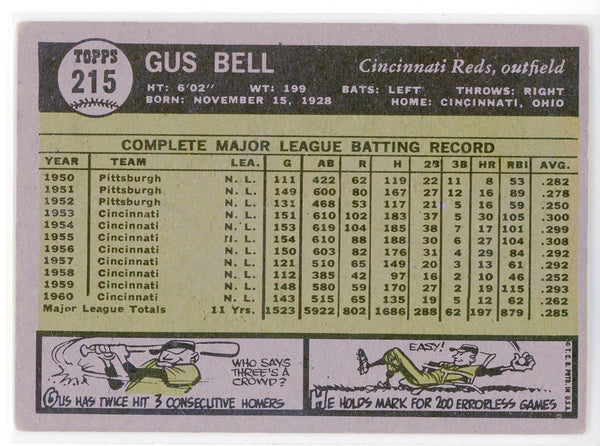 TOPPS
215
GUS BELL
Cincinnati Reds, outfield
HT: 6'02" WT: 199 BATS: LEFT THROWS: RIGHT
BORN: NOVEMBER 15, 1928 HOME: CINCINNATI, OHIO
COMPLETE MAJOR LEAGUE BATTING RECORD
YEAR TEAM LEA. G AB R H 2B 3B HR RBI AVG.
1950 Pittsburgh N. L. 111 422 62 119 22 11 8 53 .282
1951 Pittsburgh N. L. 149 600 80 167 27 12 16 89 .278
1952 Pittsburgh N. L. 131 468 53 117 21 5 16 59 .250
1953 Cincinnati N. L. 151 610 102 183 37 5 30 105 .300
1954 Cincinnati N. L. 153 619 104 185 38 7 17 101 .299
1955 Cincinnati N. L. 154 610 88 188 30 6 27 104 .308
1956 Cincinnati N. L. 150 603 82 176 31 4 29 84 .292
1957 Cincinnati N. L. 121 510 65 149 20 3 13 61 .292
1958 Cincinnati N. L. 112 385 42 97 16 2 10 46 .252
1959 Cincinnati N. L. 148 580 59 170 27 2 19 115 .293
1960 Cincinnati N. L. 143 515 65 135 19 5 12 62 .262
Major League Totals 11 Yrs. 1523 5922 802 1686 288 62 197 879 .285
WHO SAYS
THREE'S A
CROWD?
GUS HAS TWICE HIT 3 CONSECUTIVE HOMERS
EASY!
HE HOLDS MARK FOR 200 ERRORLESS GAMES
© T.C.G. PRTD. IN U.S.A.